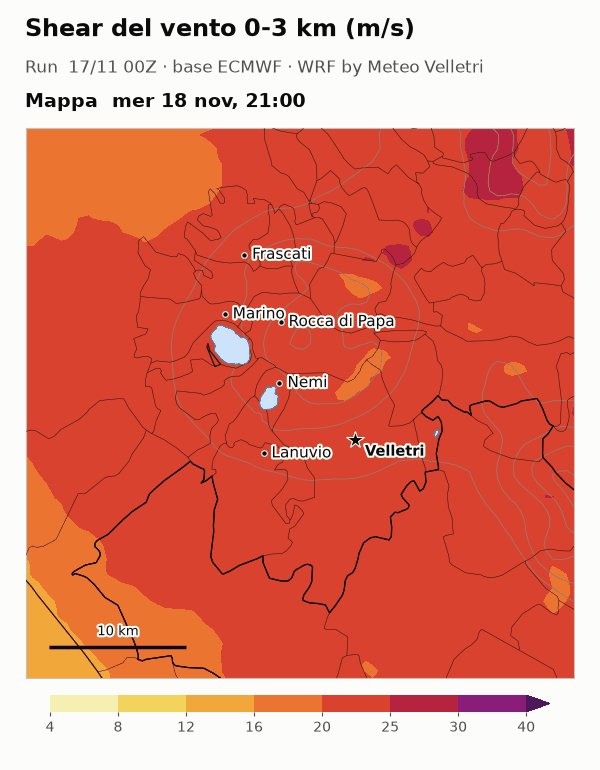 Shear del vento 0-3 km (m/s)
Run  17/11 00Z · base ECMWF · WRF by Meteo Velletri
Mappa  mer 18 nov, 21:00
Frascati
Marino
Rocca di Papa
Nemi
Velletri
Lanuvio
10 km
4 8 12 16 20 25 30 40